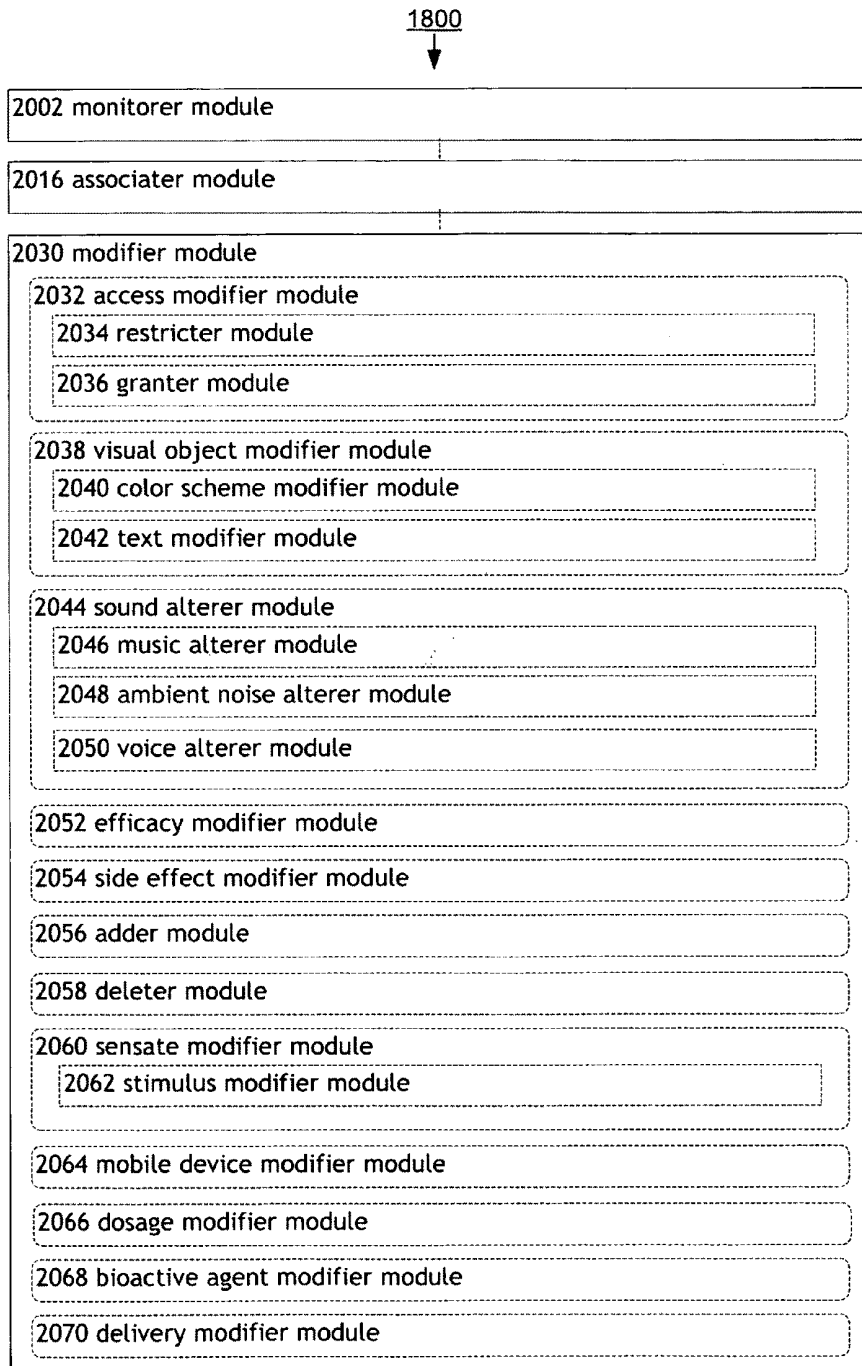 1800
2002 monitorer module
2016 associater module
2030 modifier module
2032 access modifier module
2034 restricter module
2036 granter module
2038 visual object modifier module
2040 color scheme modifier module
2042 text modifier module
2044 sound alterer module
2046 music alterer module
2048 ambient noise alterer module
2050 voice alterer module
2052 efficacy modifier module
2054 side effect modifier module
2056 adder module
2058 deleter module
2060 sensate modifier module
2062 stimulus modifier module
2064 mobile device modifier module
2066 dosage modifier module
2068 bioactive agent modifier module
2070 delivery modifier module